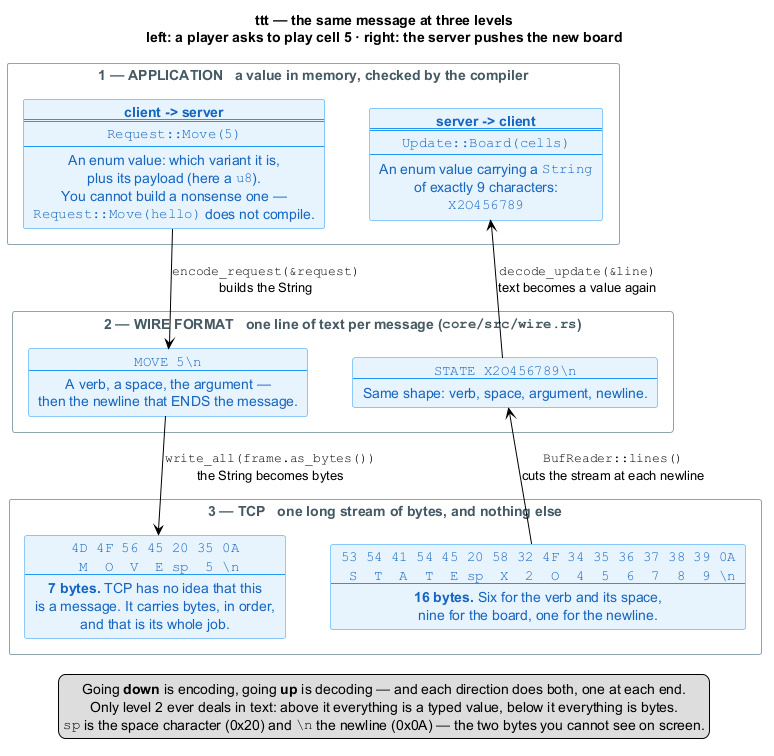 ttt — the same message at three levels
left: a player asks to play cell 5 · right: the server pushes the new board
1 — APPLICATION   a value in memory, checked by the compiler
client -> server
Request::Move(5)
An enum value: which variant it is,
plus its payload (here a u8).
You cannot build a nonsense one —
Request::Move(hello) does not compile.
server -> client
Update::Board(cells)
An enum value carrying a String
of exactly 9 characters:
X2O456789
encode_request(&request)
builds the String
decode_update(&line)
text becomes a value again
2 — WIRE FORMAT   one line of text per message (core/src/wire.rs)
MOVE 5\n
A verb, a space, the argument —
then the newline that ENDS the message.
STATE X2O456789\n
Same shape: verb, space, argument, newline.
write_all(frame.as_bytes())
the String becomes bytes
BufReader::lines()
cuts the stream at each newline
3 — TCP   one long stream of bytes, and nothing else
4D 4F 56 45 20 35 0A
M O V E sp 5 \n
7 bytes. TCP has no idea that this
is a message. It carries bytes, in order,
and that is its whole job.
53 54 41 54 45 20 58 32 4F 34 35 36 37 38 39 0A
S T A T E sp X 2 O 4 5 6 7 8 9 \n
16 bytes. Six for the verb and its space,
nine for the board, one for the newline.
Going down is encoding, going up is decoding — and each direction does both, one at each end.
Only level 2 ever deals in text: above it everything is a typed value, below it everything is bytes.
sp is the space character (0x20) and \n the newline (0x0A) — the two bytes you cannot see on screen.